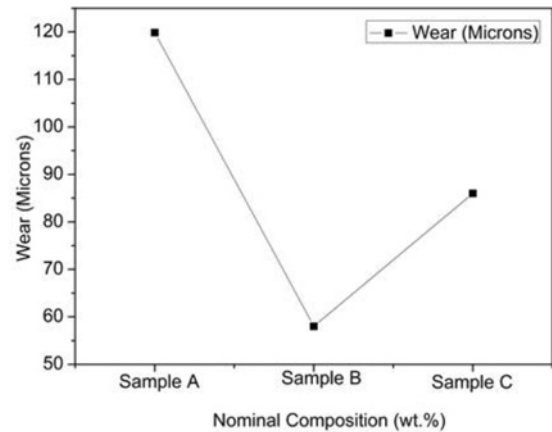 Wear (Microns)
120
110
100
90
80
70
60
50
Wear (Microns)
Sample A
Sample B
Sample C
Nominal Composition (wt.%)